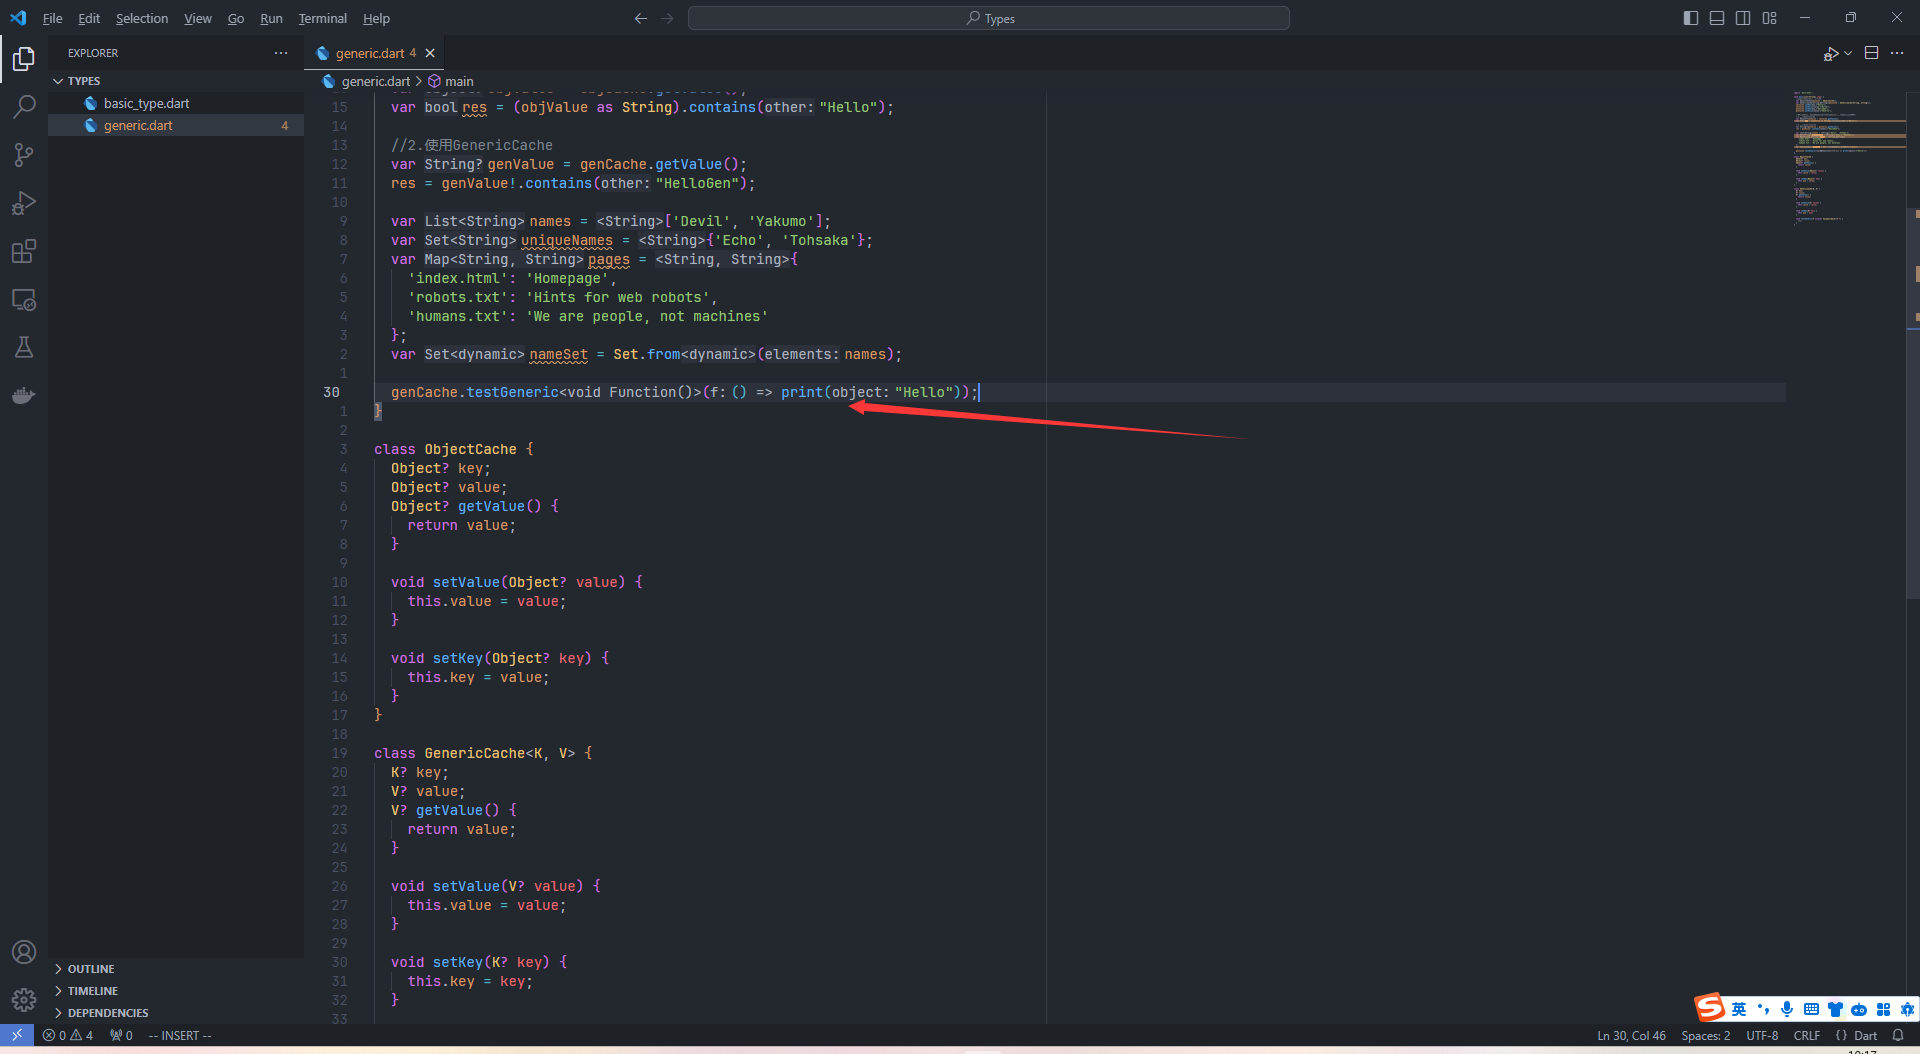 File Edit Selection View Go Run Terminal Help
Types
EXPLORER
TYPES
basic_type.dart
generic.dart 4
generic.dart 4
generic.dart > main
15 var bool res = (objValue as String).contains(other: "Hello");
14
13 //2.使用GenericCache
12 var String? genValue = genCache.getValue();
11 res = genValue!.contains(other: "HelloGen");
10
9 var List<String> names = <String>['Devil', 'Yakumo'];
8 var Set<String> uniqueNames = <String>{'Echo', 'Tohsaka'};
7 var Map<String, String> pages = <String, String>{
6 'index.html': 'Homepage',
5 'robots.txt': 'Hints for web robots',
4 'humans.txt': 'We are people, not machines'
3 };
2 var Set<dynamic> nameSet = Set.from<dynamic>(elements: names);
1
30 genCache.testGeneric<void Function()>(f: () => print(object: "Hello"));
1 }
2
3 class ObjectCache {
4 Object? key;
5 Object? value;
6 Object? getValue() {
7 return value;
8 }
9
10 void setValue(Object? value) {
11 this.value = value;
12 }
13
14 void setKey(Object? key) {
15 this.key = value;
16 }
17 }
18
19 class GenericCache<K, V> {
20 K? key;
21 V? value;
22 V? getValue() {
23 return value;
24 }
25
26 void setValue(V? value) {
27 this.value = value;
28 }
29
30 void setKey(K? key) {
31 this.key = key;
32 }
33
OUTLINE
TIMELINE
DEPENDENCIES
英
0 4 0 -- INSERT --
Ln 30, Col 46 Spaces: 2 UTF-8 CRLF {} Dart